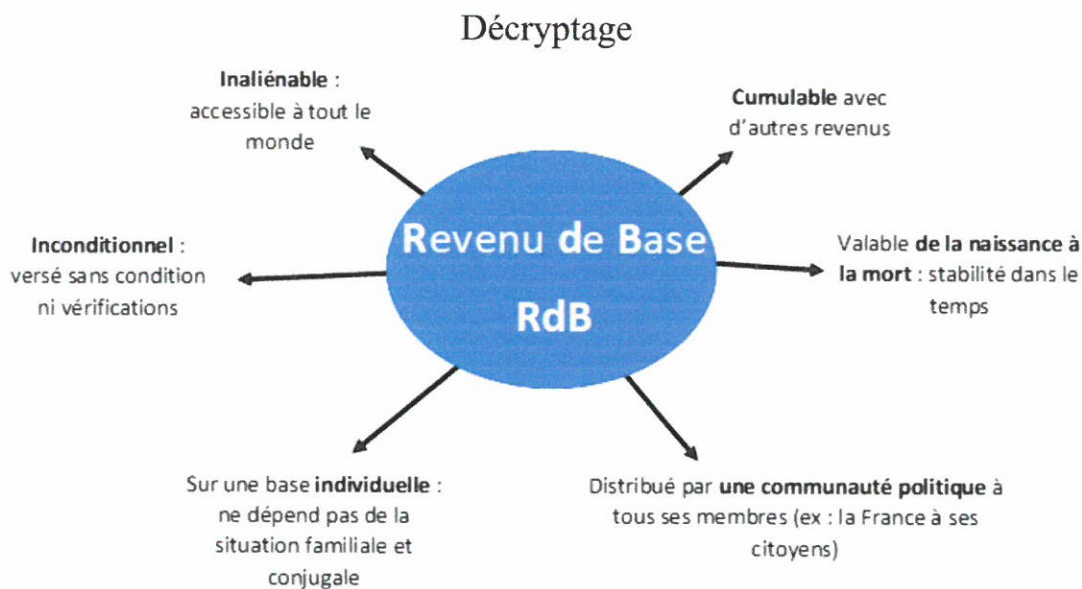 Décryptage
Inaliénable :
accessible à tout le
monde
Cumulable avec
d'autres revenus
Revenu de Base
RdB
Inconditionnel :
versé sans condition
ni vérifications
Valable de la naissance à
la mort : stabilité dans le
temps
Sur une base individuelle :
ne dépend pas de la
situation familiale et
conjugale
Distribué par une communauté politique à
tous ses membres (ex : la France à ses
citoyens)